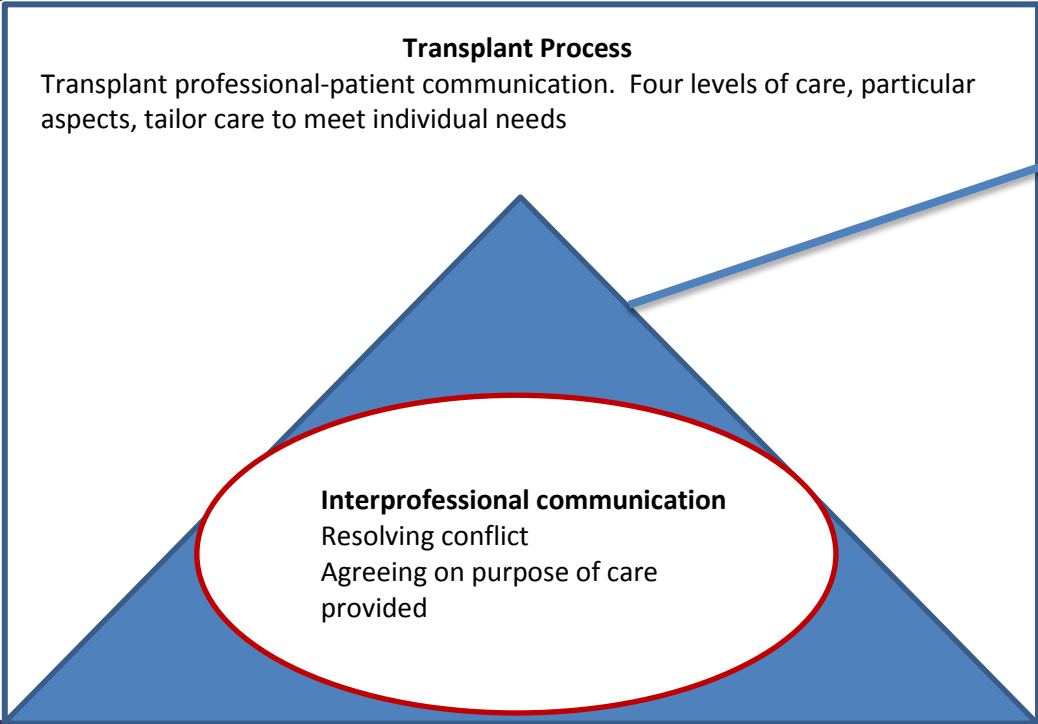 Transplant Process
Transplant professional-patient communication.  Four levels of care, particular
aspects, tailor care to meet individual needs
Interprofessional communication
Resolving conflict
Agreeing on purpose of care
provided